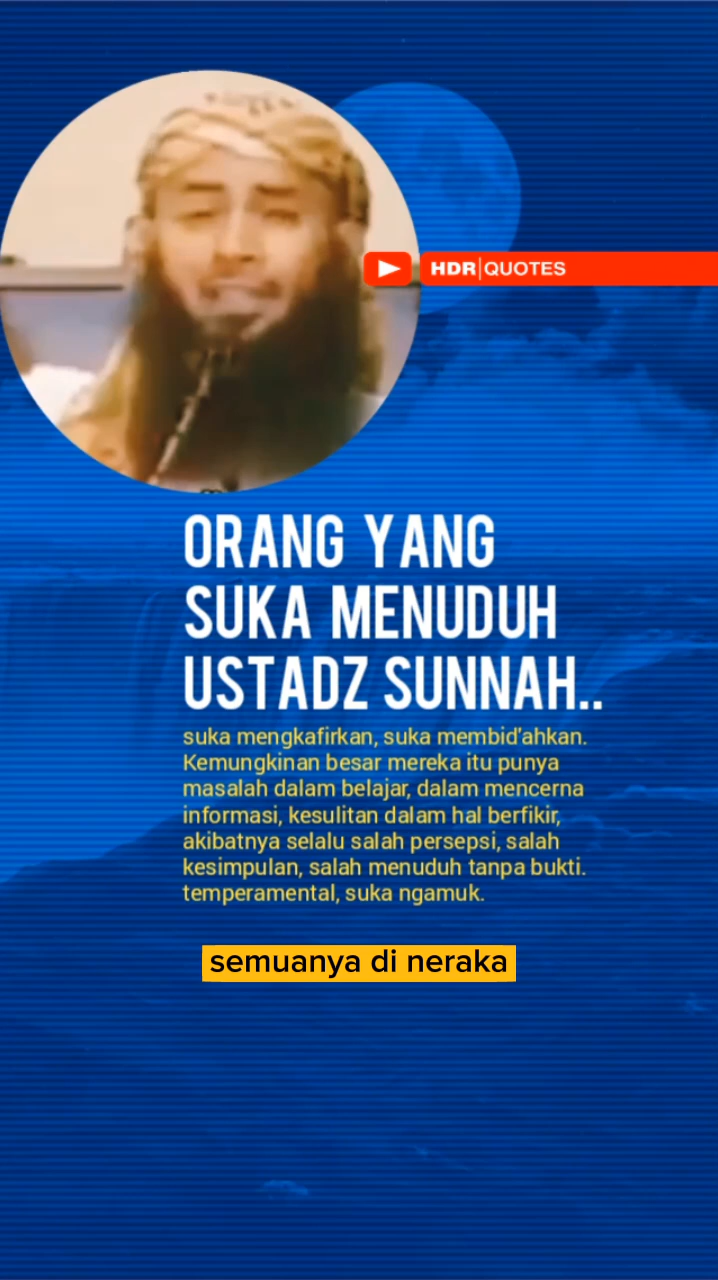 HDR|QUOTES
ORANG YANG
SUKA MENUDUH
USTADZ SUNNAH..
suka mengkafirkan, suka membid'ahkan.
Kemungkinan besar mereka itu punya
masalah dalam belajar, dalam mencerna
informasi, kesulitan dalam hal berfikir,
akibatnya selalu salah persepsi, salah
kesimpulan, salah menuduh tanpa bukti.
temperamental, suka ngamuk.
semuanya di neraka